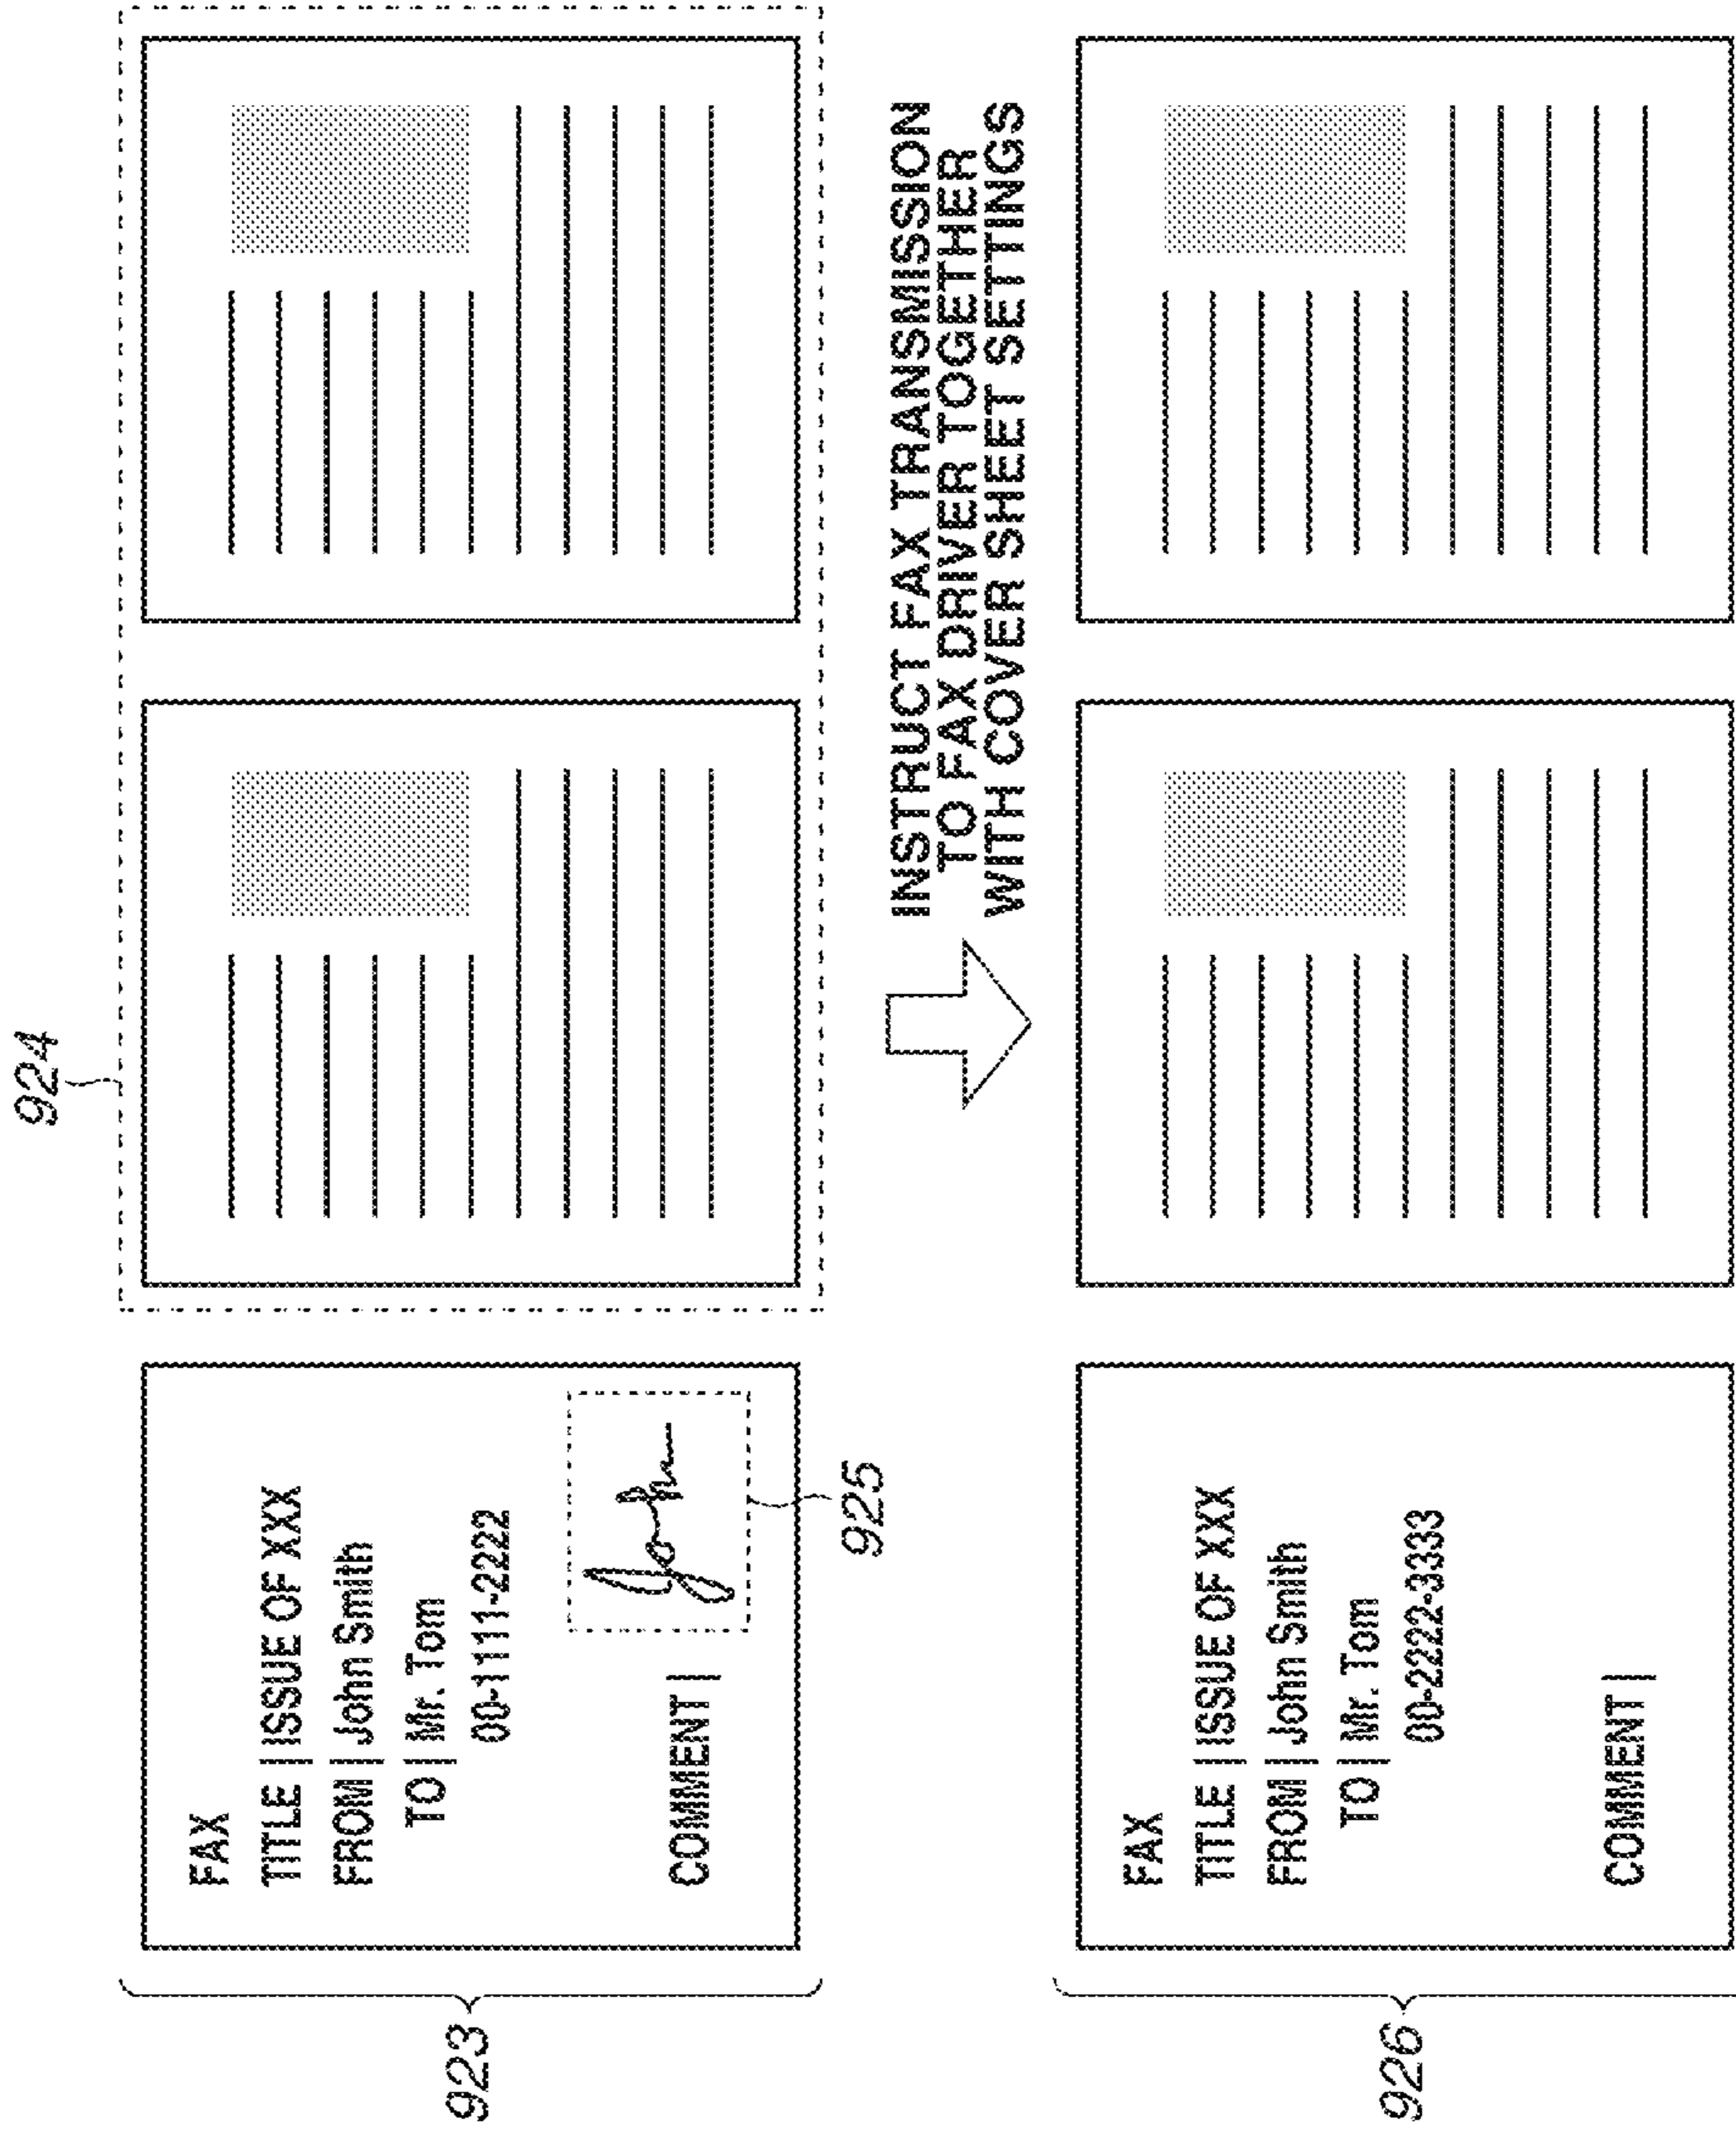 924
923
FAX
TITLE | ISSUE OF XXX
FROM | John Smith
TO | Mr. Tom
00-1111-2222
COMMENT |
John
925
INSTRUCT FAX TRANSMISSION
TO FAX DRIVER TOGETHER
WITH COVER SHEET SETTINGS
926
FAX
TITLE | ISSUE OF XXX
FROM | John Smith
TO | Mr. Tom
00-2222-3333
COMMENT |